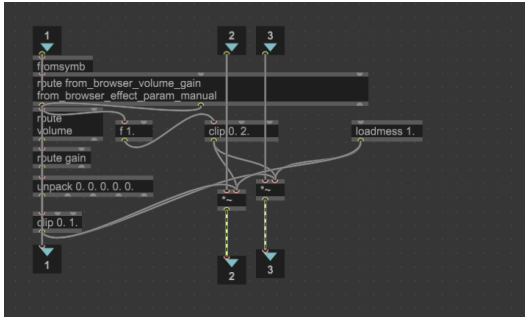 1
2
3
fromsymb
route from_browser_volume_gain
from_browser_effect_param_manual
route
volume
f 1.
clip 0. 2.
loadmess 1.
route gain
unpack 0. 0. 0. 0. 0.
*~
*~
clip 0. 1.
1
2
3